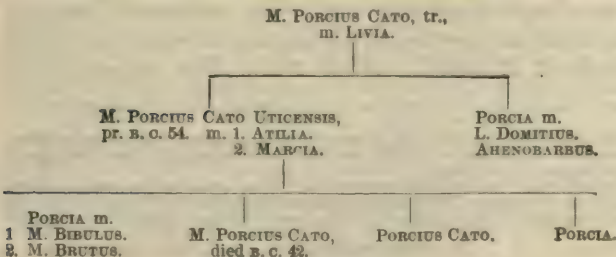 M. PORCIUS CATO, tr.,
m. LIVIA.
M. PORCIUS CATO UTICENSIS,
pr. B. C. 54. m. 1. ATILIA.
2. MARCIA.
PORCIA m.
L. DOMITIUS.
AHENOBARBUS.
PORCIA m.
1 M. BIBULUS.
2. M. BRUTUS.
M. PORCIUS CATO,
died B. C. 42.
PORCIUS CATO.
PORCIA.